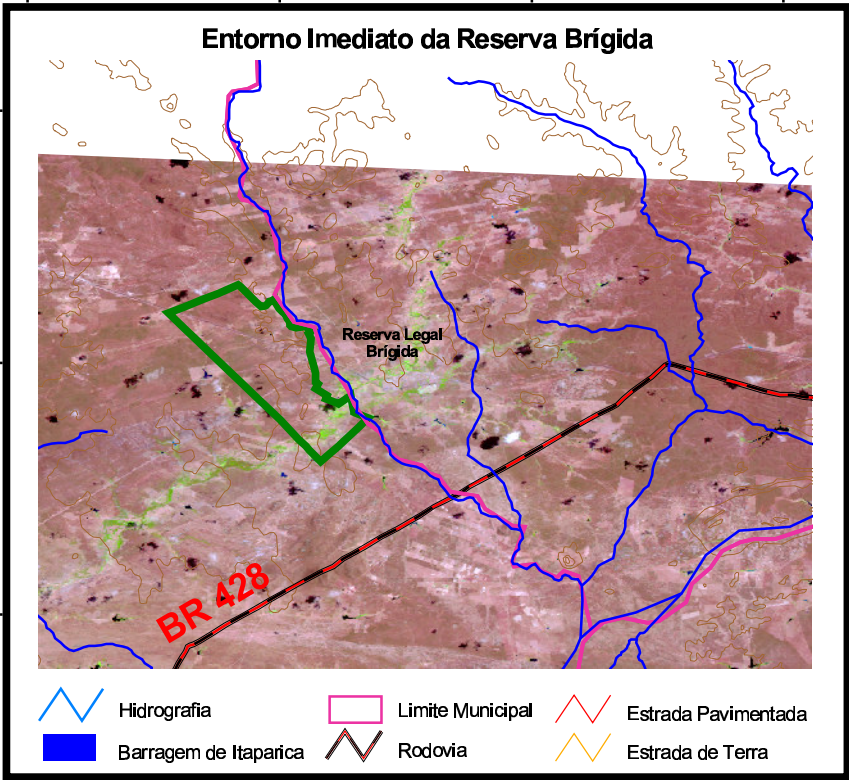 Entorno Imediato da Reserva Brígida
Reserva Legal
Brígida
BR 428
Hidrografia
Limite Municipal
Estrada Pavimentada
Barragem de Itaparica
Rodovia
Estrada de Terra